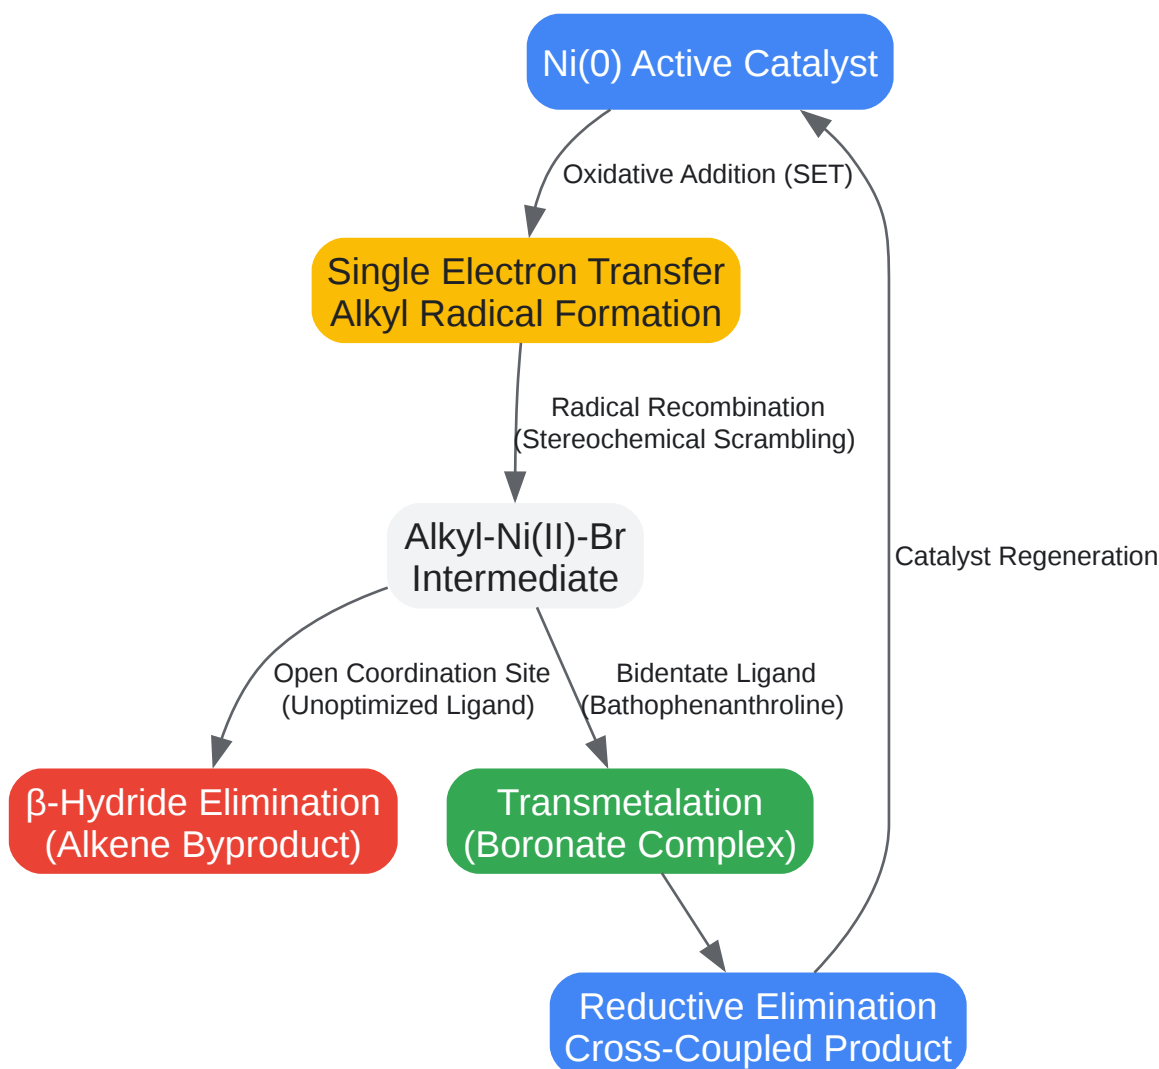 Ni(0) Active Catalyst
Oxidative Addition (SET)
Single Electron Transfer
Alkyl Radical Formation
Radical Recombination
(Stereochemical Scrambling)
Alkyl-Ni(II)-Br
Intermediate
Catalyst Regeneration
Open Coordination Site
(Unoptimized Ligand)
Bidentate Ligand
(Bathophenanthroline)
β-Hydride Elimination
(Alkene Byproduct)
Transmetalation
(Boronate Complex)
Reductive Elimination
Cross-Coupled Product